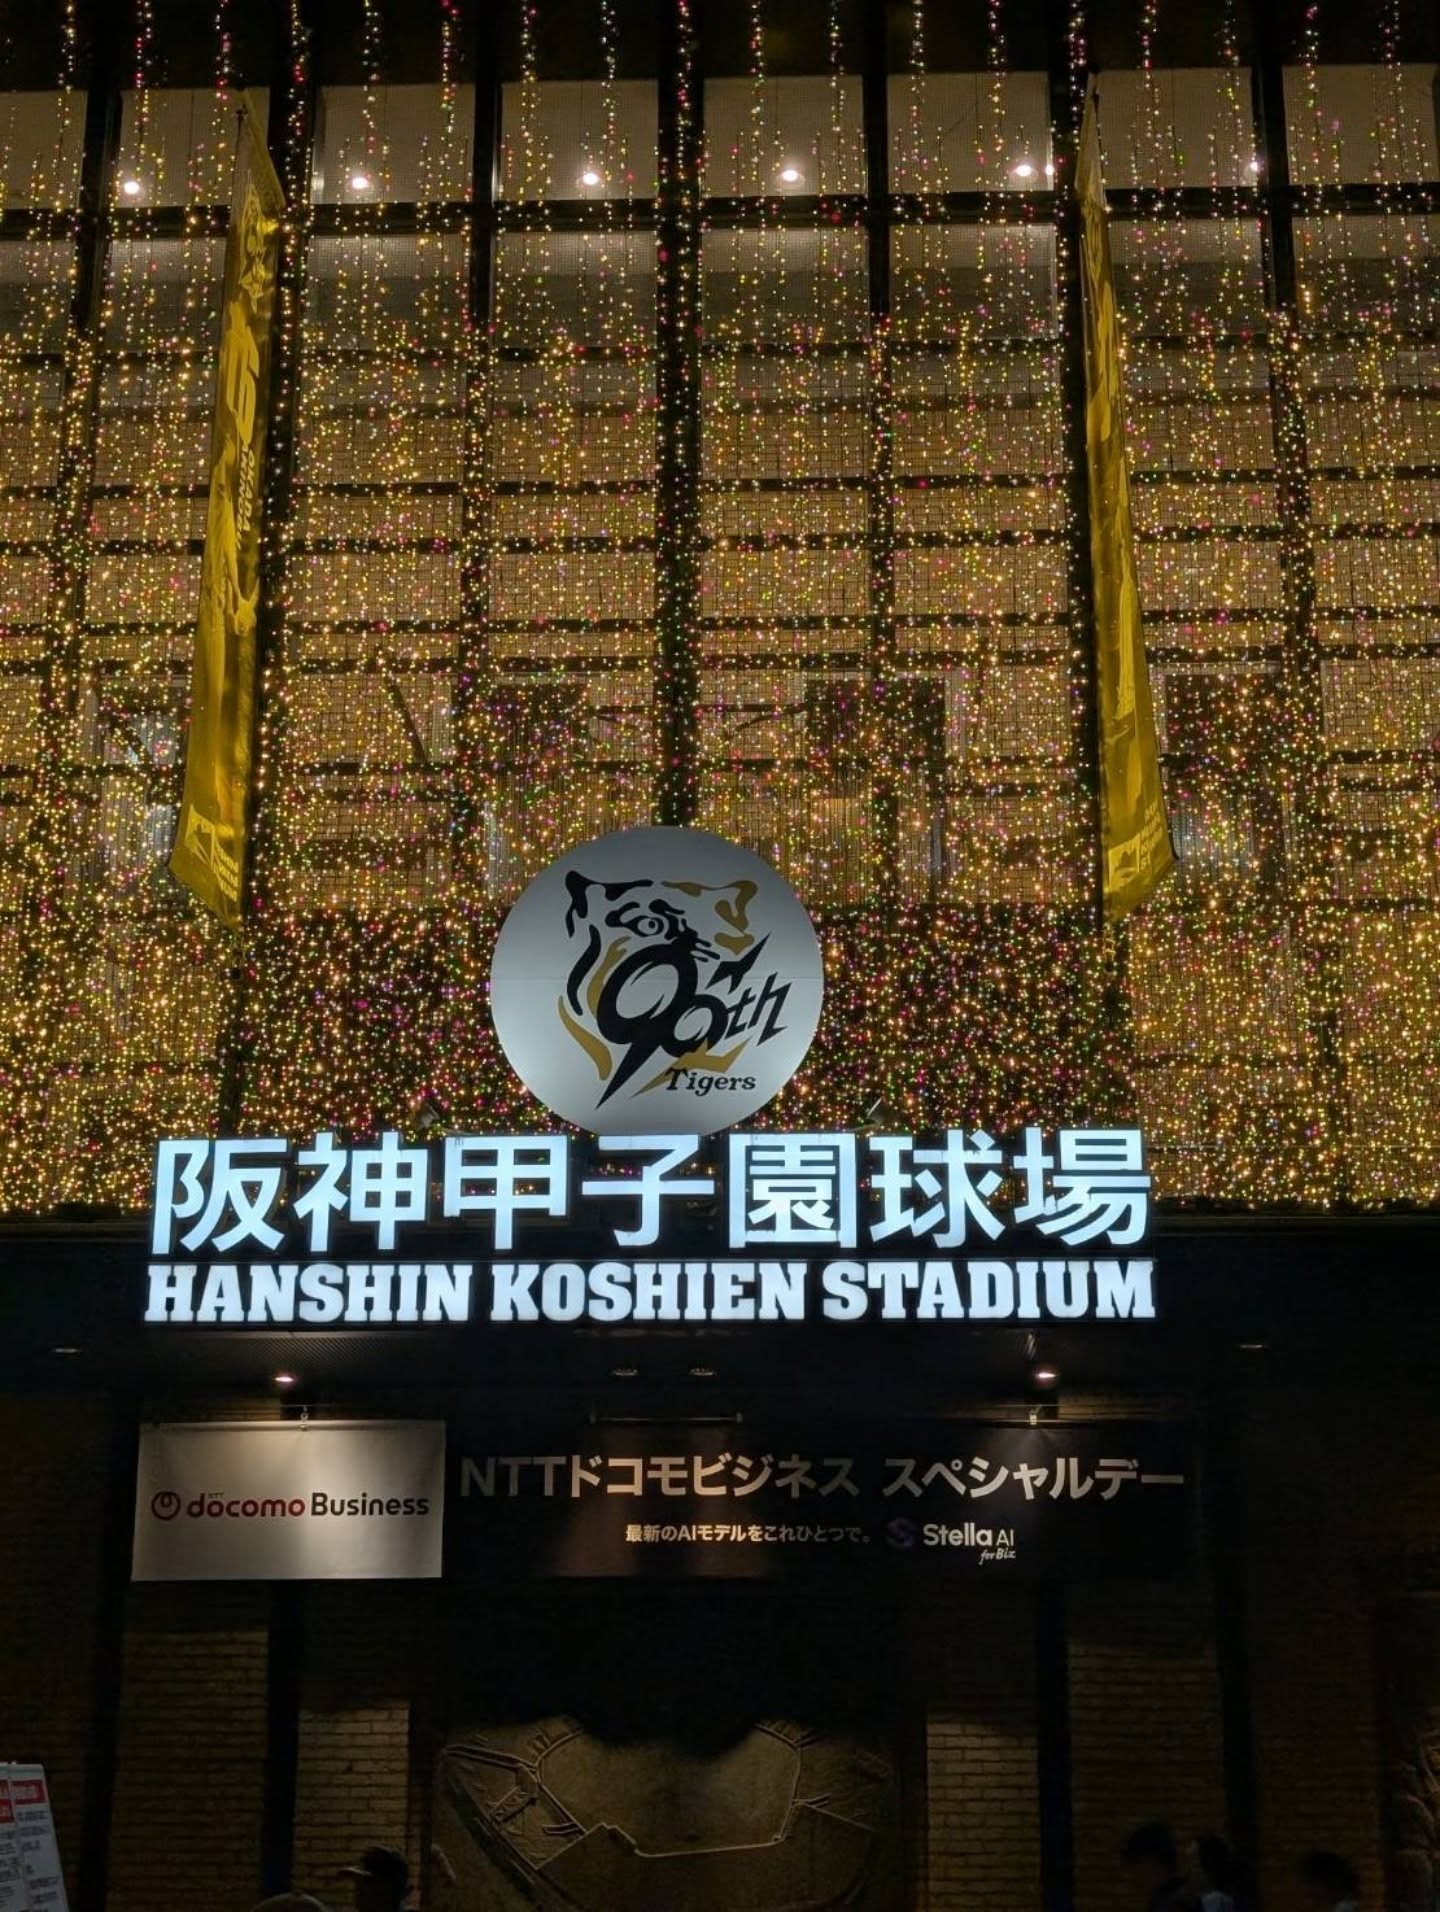 90th
Tigers
阪神甲子園球場
HANSHIN KOSHIEN STADIUM
NTT
docomo Business
NTTドコモビジネス スペシャルデー
最新のAIモデルをこれひとつで。 Stella AI
for Biz